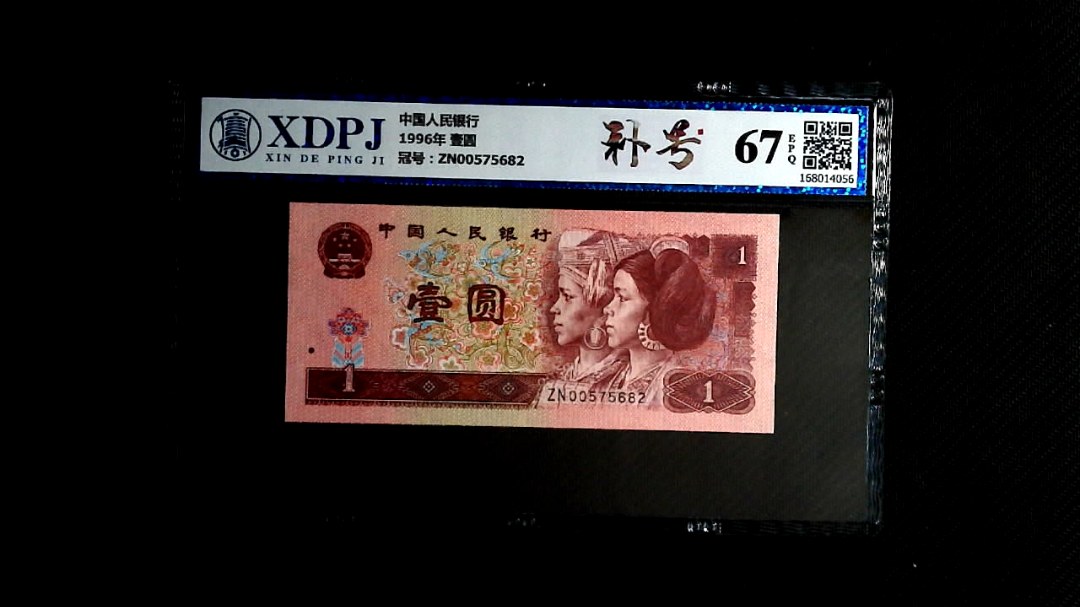 XDPJ
XIN DE PING JI
中国人民银行
1996年 壹圆
冠号：ZN00575682
补号
67
EPQ
168014056
中国人民银行
1
壹圆
1
ZN00575682
1